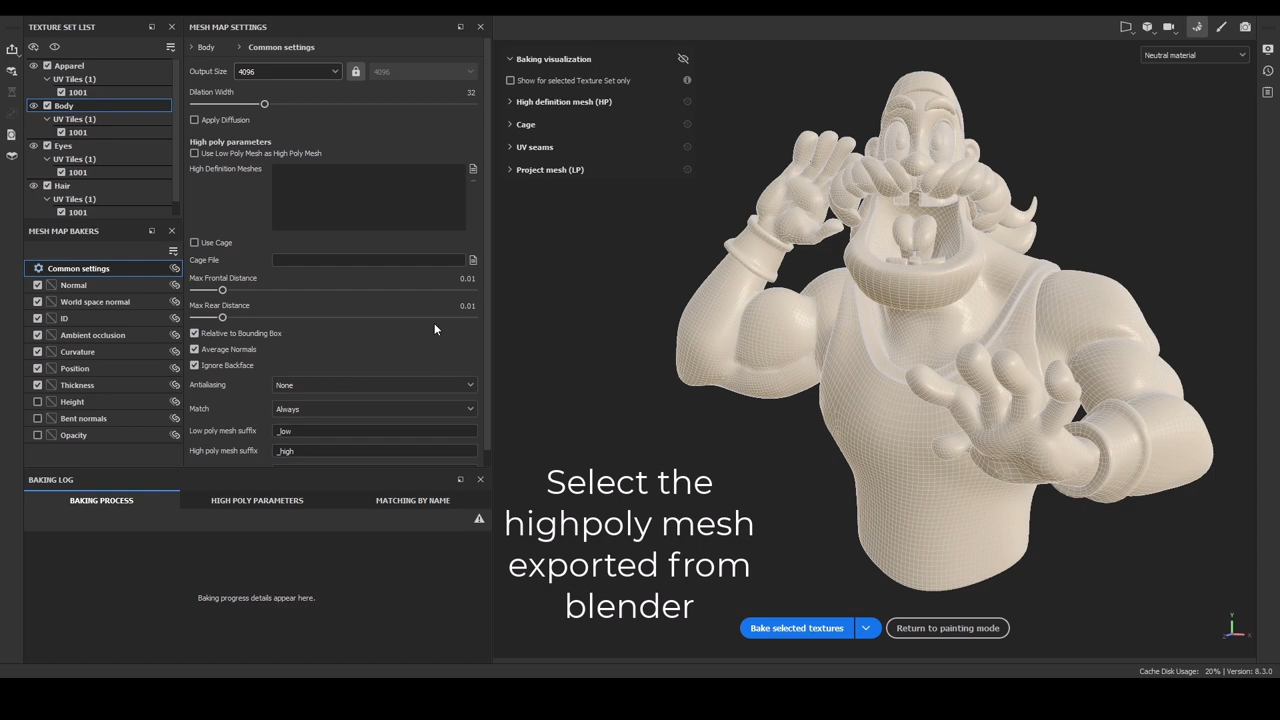 TEXTURE SET LIST
Apparel
UV Tiles (1)
1001
Body
UV Tiles (1)
1001
Eyes
UV Tiles (1)
1001
Hair
UV Tiles (1)
1001
MESH MAP BAKERS
Common settings
Normal
World space normal
ID
Ambient occlusion
Curvature
Position
Thickness
Height
Bent normals
Opacity
MESH MAP SETTINGS
Body > Common settings
Output Size 4096 4096
Dilation Width 32
Apply Diffusion
High poly parameters
Use Low Poly Mesh as High Poly Mesh
High Definition Meshes
Use Cage
Cage File
Max Frontal Distance 0.01
Max Rear Distance 0.01
Relative to Bounding Box
Average Normals
Ignore Backface
Antialiasing None
Match Always
Low poly mesh suffix _low
High poly mesh suffix _high
BAKING LOG
BAKING PROCESS HIGH POLY PARAMETERS MATCHING BY NAME
Baking progress details appear here.
Baking visualization
Show for selected Texture Set only
High definition mesh (HP)
Cage
UV seams
Project mesh (LP)
Neutral material
Select the
highpoly mesh
exported from
blender
Bake selected textures
Return to painting mode
Y
Z X
Cache Disk Usage: 20% | Version: 8.3.0